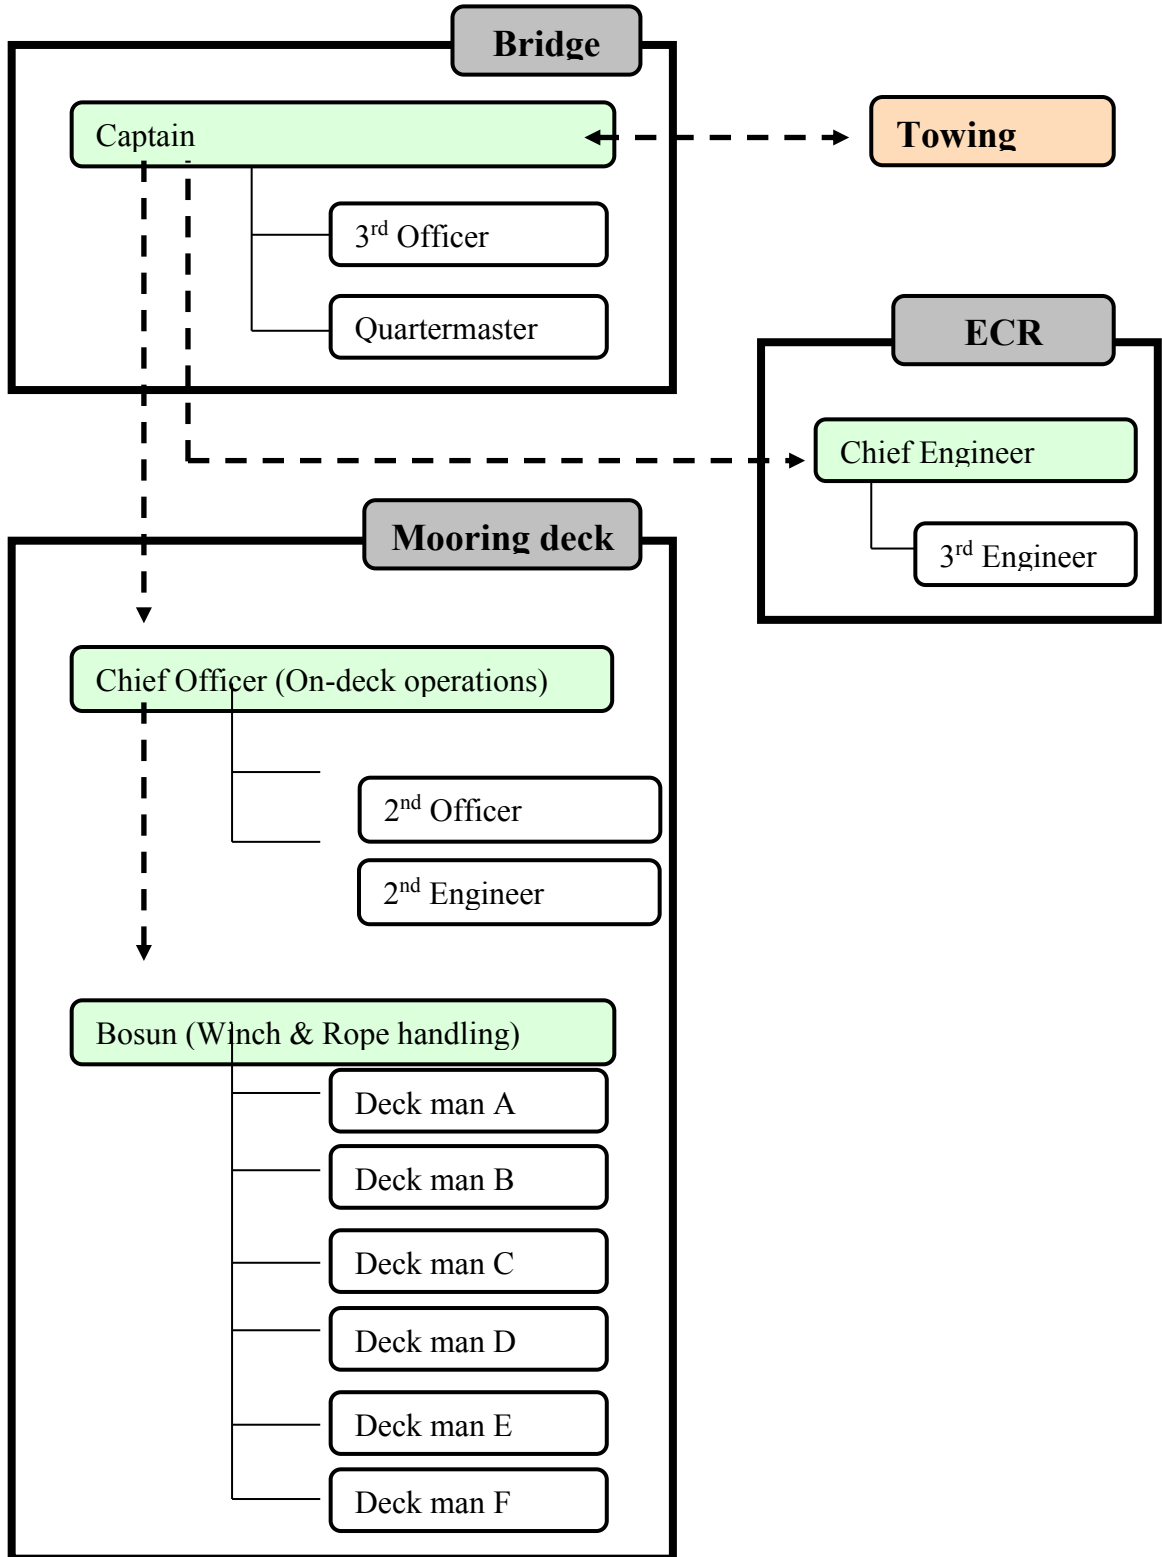 Bridge
Captain
Towing
3rd Officer
Quartermaster
ECR
Chief Engineer
3rd Engineer
Mooring deck
Chief Officer (On-deck operations)
2nd Officer
2nd Engineer
Bosun (Winch & Rope handling)
Deck man A
Deck man B
Deck man C
Deck man D
Deck man E
Deck man F